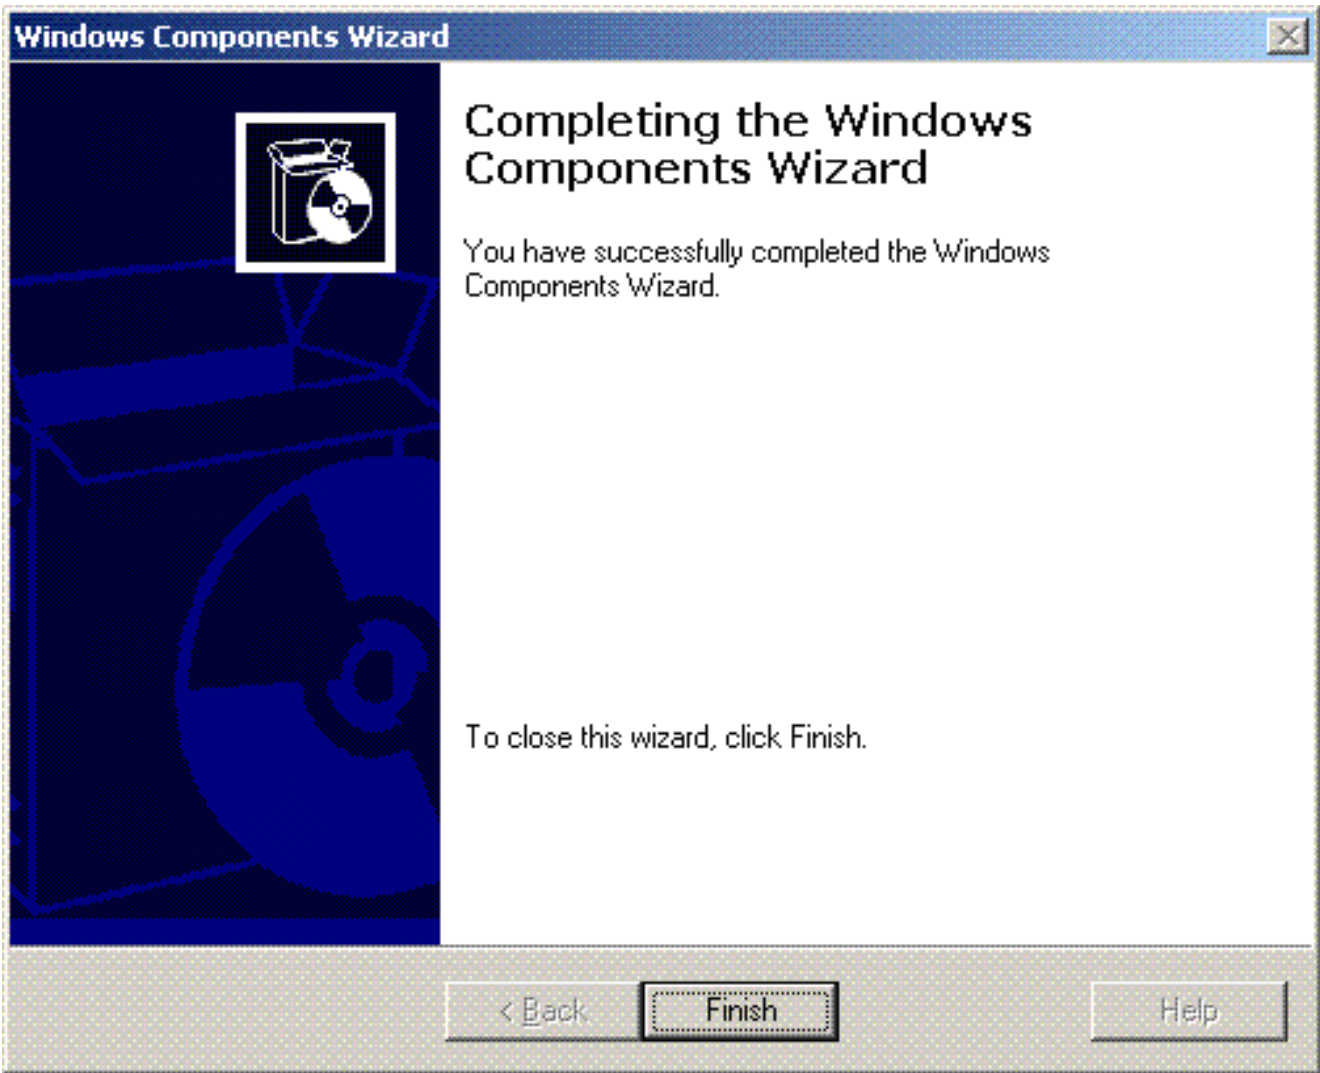 Windows Components Wizard
Completing the Windows
Components Wizard
You have successfully completed the Windows
Components Wizard.
To close this wizard, click Finish.
< Back
Finish
Help